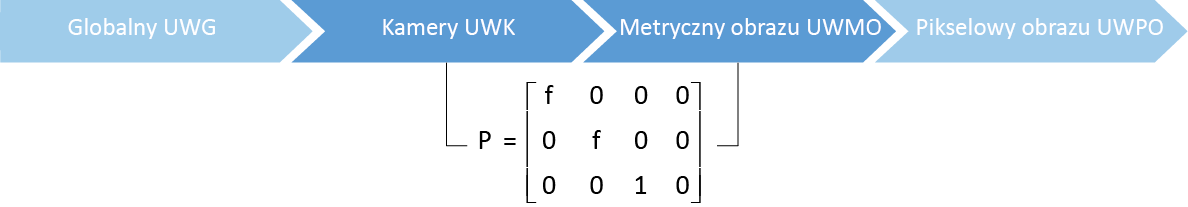 Globalny UWG Kamery UWK Metryczny obrazu UWMO Pikselowy obrazu UWPO
f 0 0 0
P = 0 f 0 0
0 0 1 0